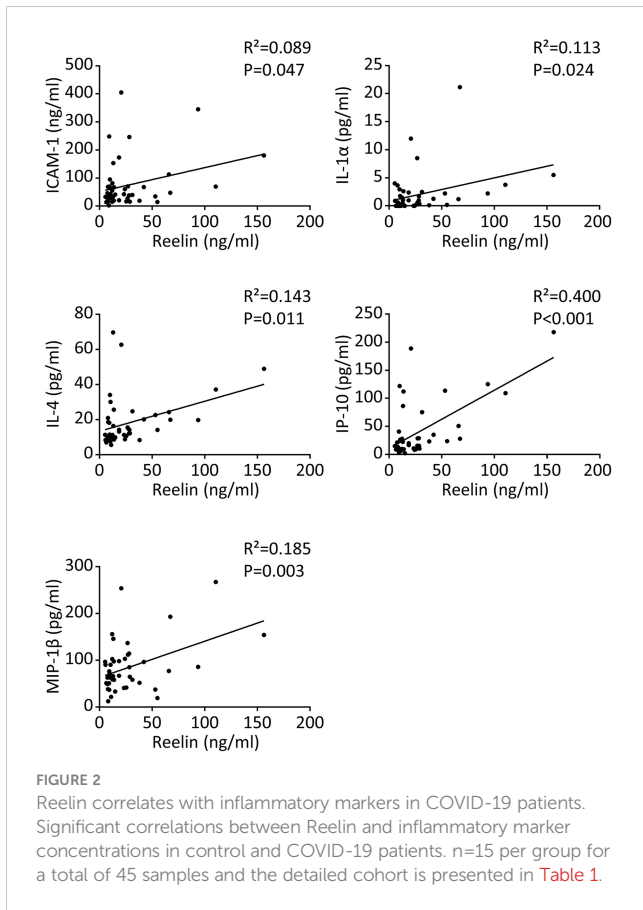 R²=0.089
P=0.047
500
400
300
200
100
0
ICAM-1 (ng/ml)
0 50 100 150 200
Reelin (ng/ml)
R²=0.113
P=0.024
25
20
15
10
5
0
IL-1α (pg/ml)
0 50 100 150 200
Reelin (ng/ml)
R²=0.143
P=0.011
80
60
40
20
0
IL-4 (pg/ml)
0 50 100 150 200
Reelin (ng/ml)
R²=0.400
P<0.001
250
200
150
100
50
0
IP-10 (pg/ml)
0 50 100 150 200
Reelin (ng/ml)
R²=0.185
P=0.003
300
200
100
0
MIP-1β (pg/ml)
0 50 100 150 200
Reelin (ng/ml)
FIGURE 2
Reelin correlates with inflammatory markers in COVID-19 patients.
Significant correlations between Reelin and inflammatory marker
concentrations in control and COVID-19 patients. n=15 per group for
a total of 45 samples and the detailed cohort is presented in Table 1.